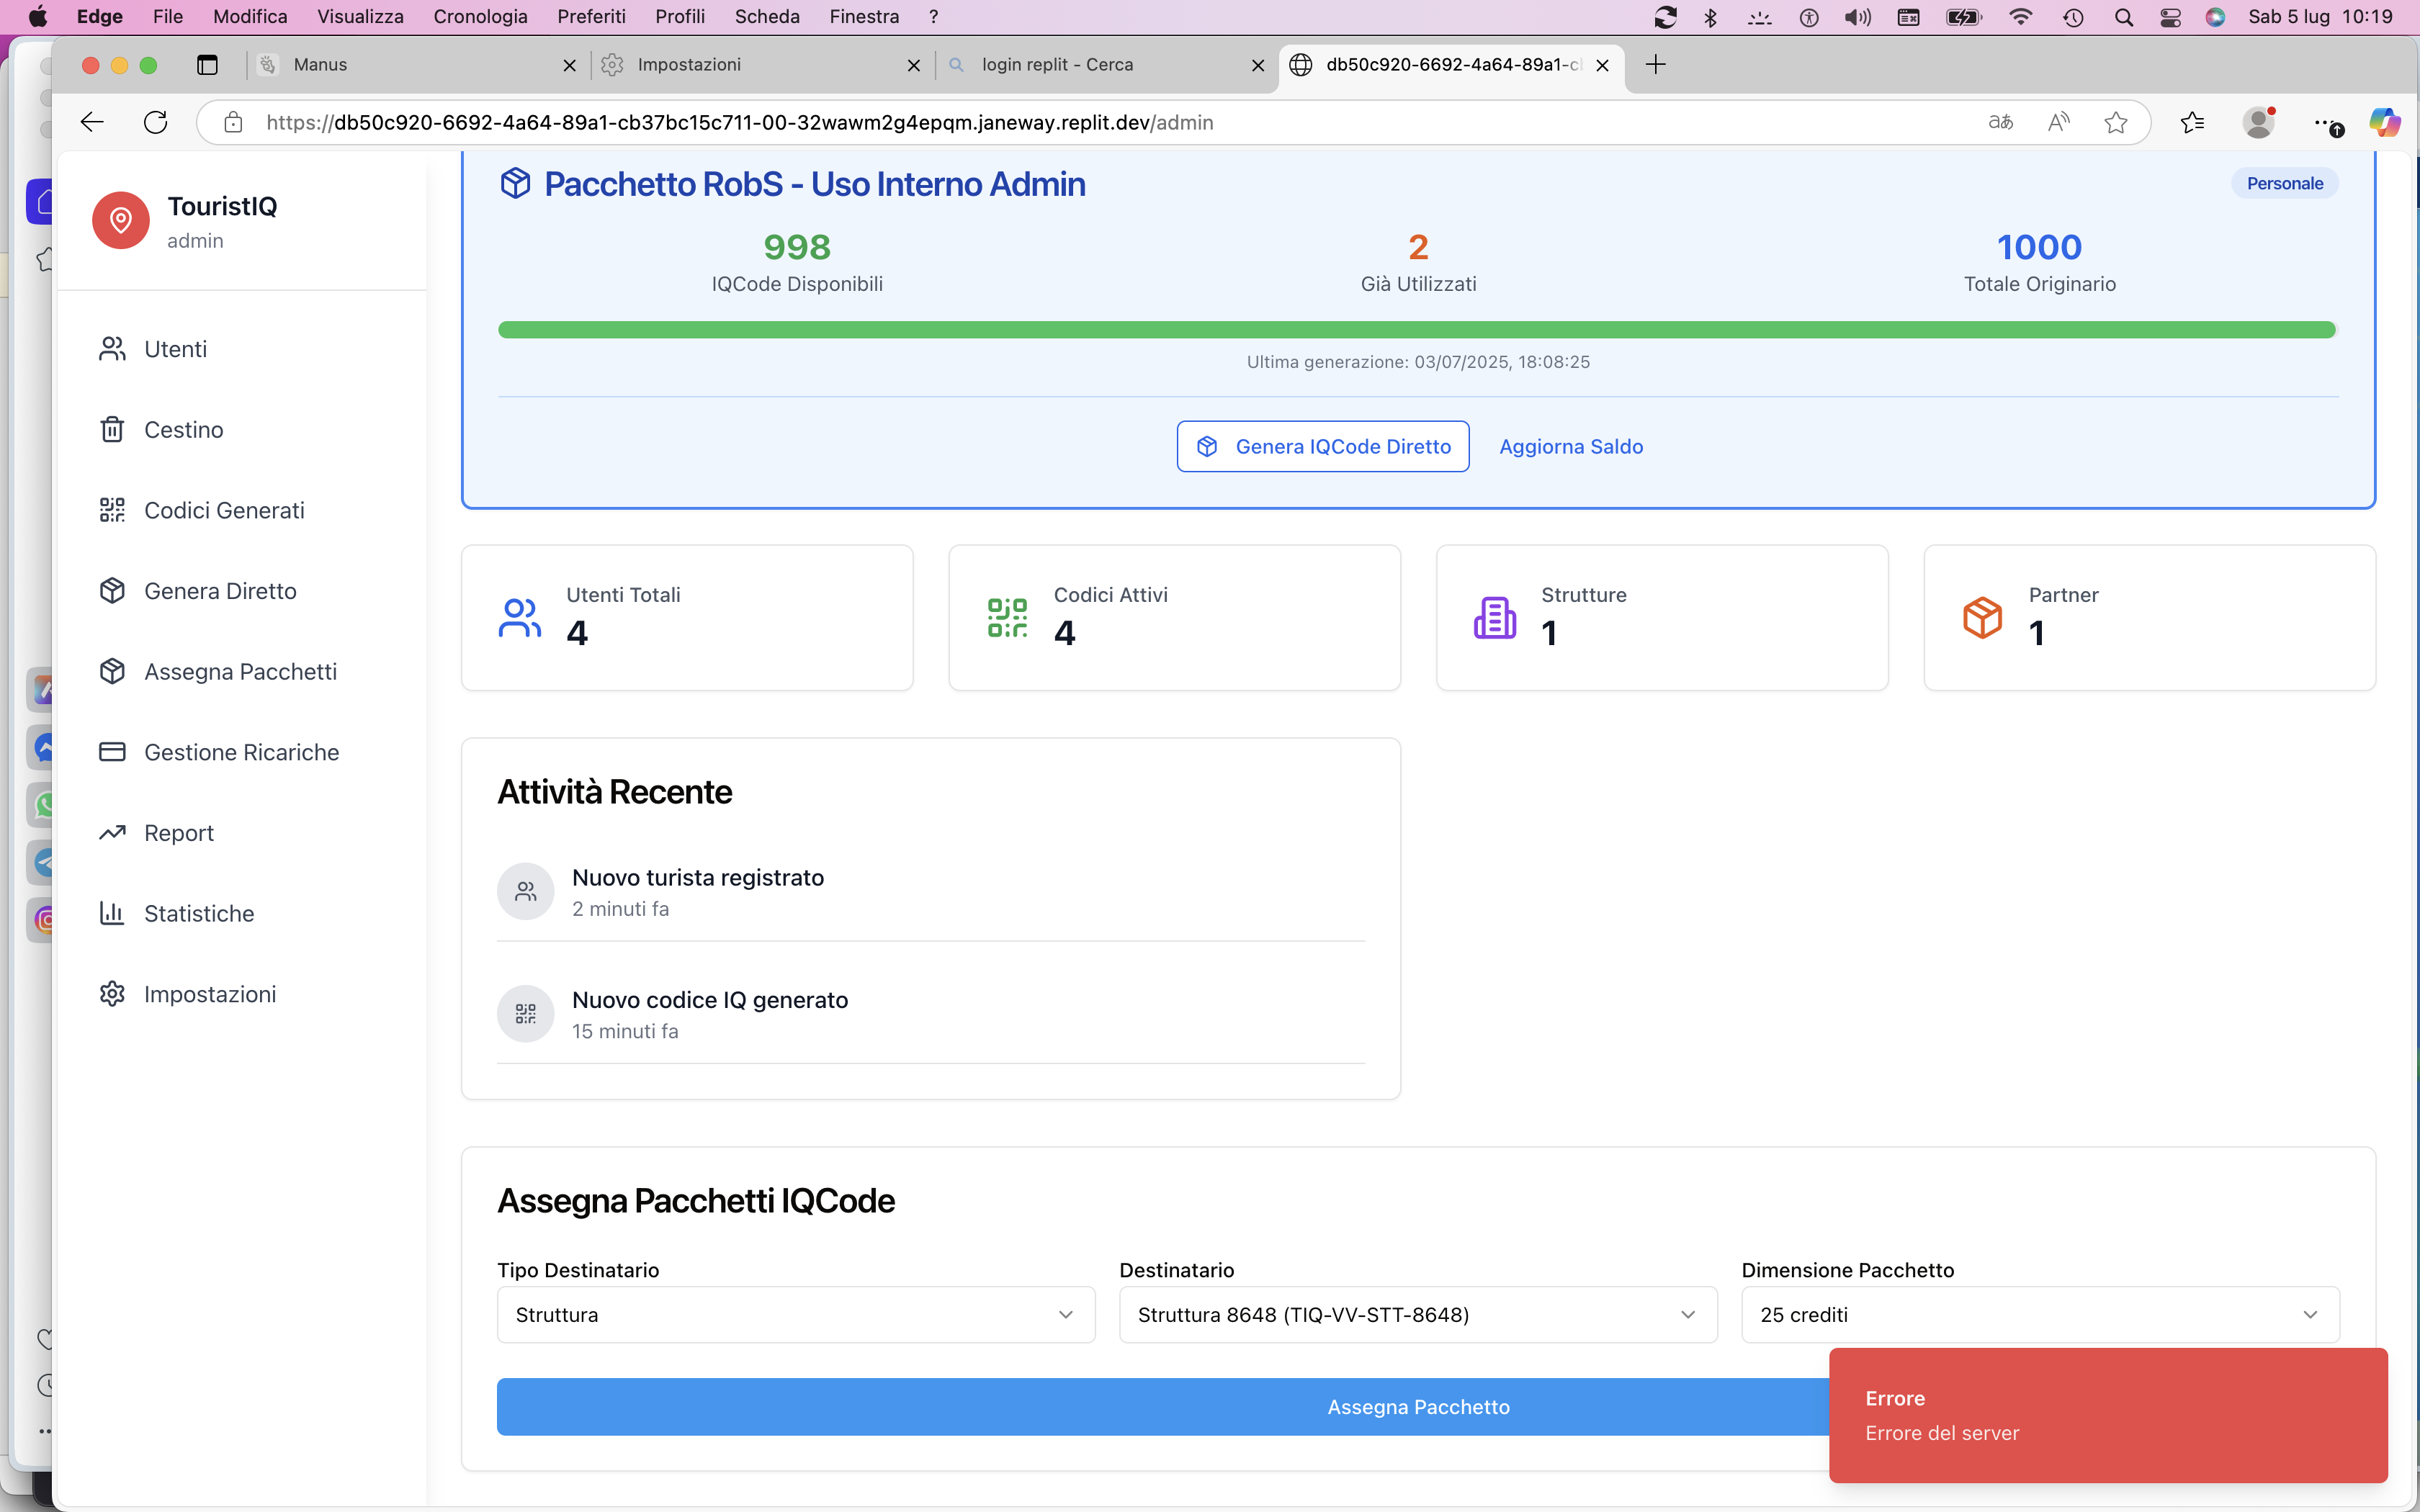 Edge File Modifica Visualizza Cronologia Preferiti Profili Scheda Finestra ? Sab 5 lug 10:19
Manus
Impostazioni
login replit - Cerca
db50c920-6692-4a64-89a1-c
https://db50c920-6692-4a64-89a1-cb37bc15c711-00-32wawm2g4epqm.janeway.replit.dev/admin
TouristIQ
admin
Utenti
Cestino
Codici Generati
Genera Diretto
Assegna Pacchetti
Gestione Ricariche
Report
Statistiche
Impostazioni
Pacchetto RobS - Uso Interno Admin
Personale
998
IQCode Disponibili
2
Già Utilizzati
1000
Totale Originario
Ultima generazione: 03/07/2025, 18:08:25
Genera IQCode Diretto
Aggiorna Saldo
Utenti Totali
4
Codici Attivi
4
Strutture
1
Partner
1
Attività Recente
Nuovo turista registrato
2 minuti fa
Nuovo codice IQ generato
15 minuti fa
Assegna Pacchetti IQCode
Tipo Destinatario
Struttura
Destinatario
Struttura 8648 (TIQ-VV-STT-8648)
Dimensione Pacchetto
25 crediti
Assegna Pacchetto
Errore
Errore del server